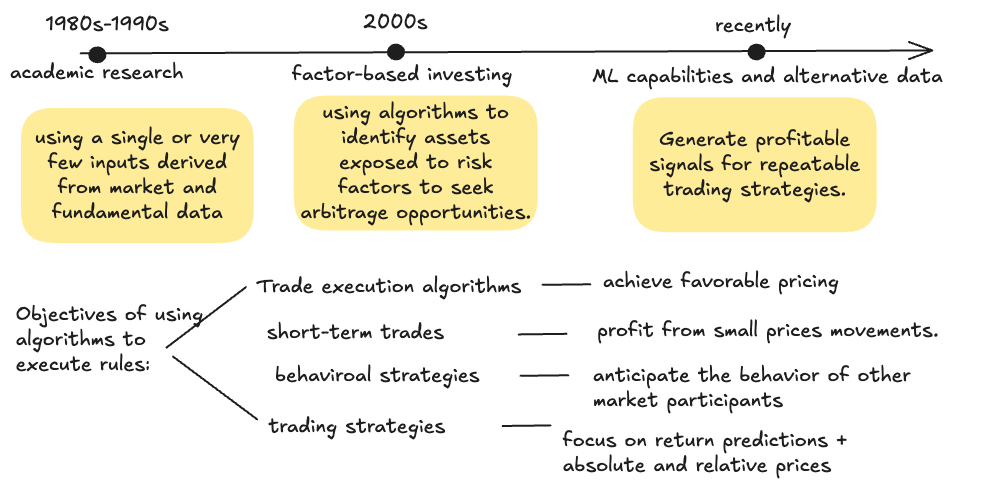 1980s-1990s
2000s
recently
academic research
factor-based investing
ML capabilities and alternative data
using a single or very
few inputs derived
from market and
fundamental data
using algorithms to
identify assets
exposed to risk
factors to seek
arbitrage opportunities.
Generate profitable
signals for repeatable
trading strategies.
Objectives of using
algorithms to
execute rules:
Trade execution algorithms
achieve favorable pricing
short-term trades
profit from small prices movements.
behaviroal strategies
anticipate the behavior of other
market participants
trading strategies
focus on return predictions +
absolute and relative prices